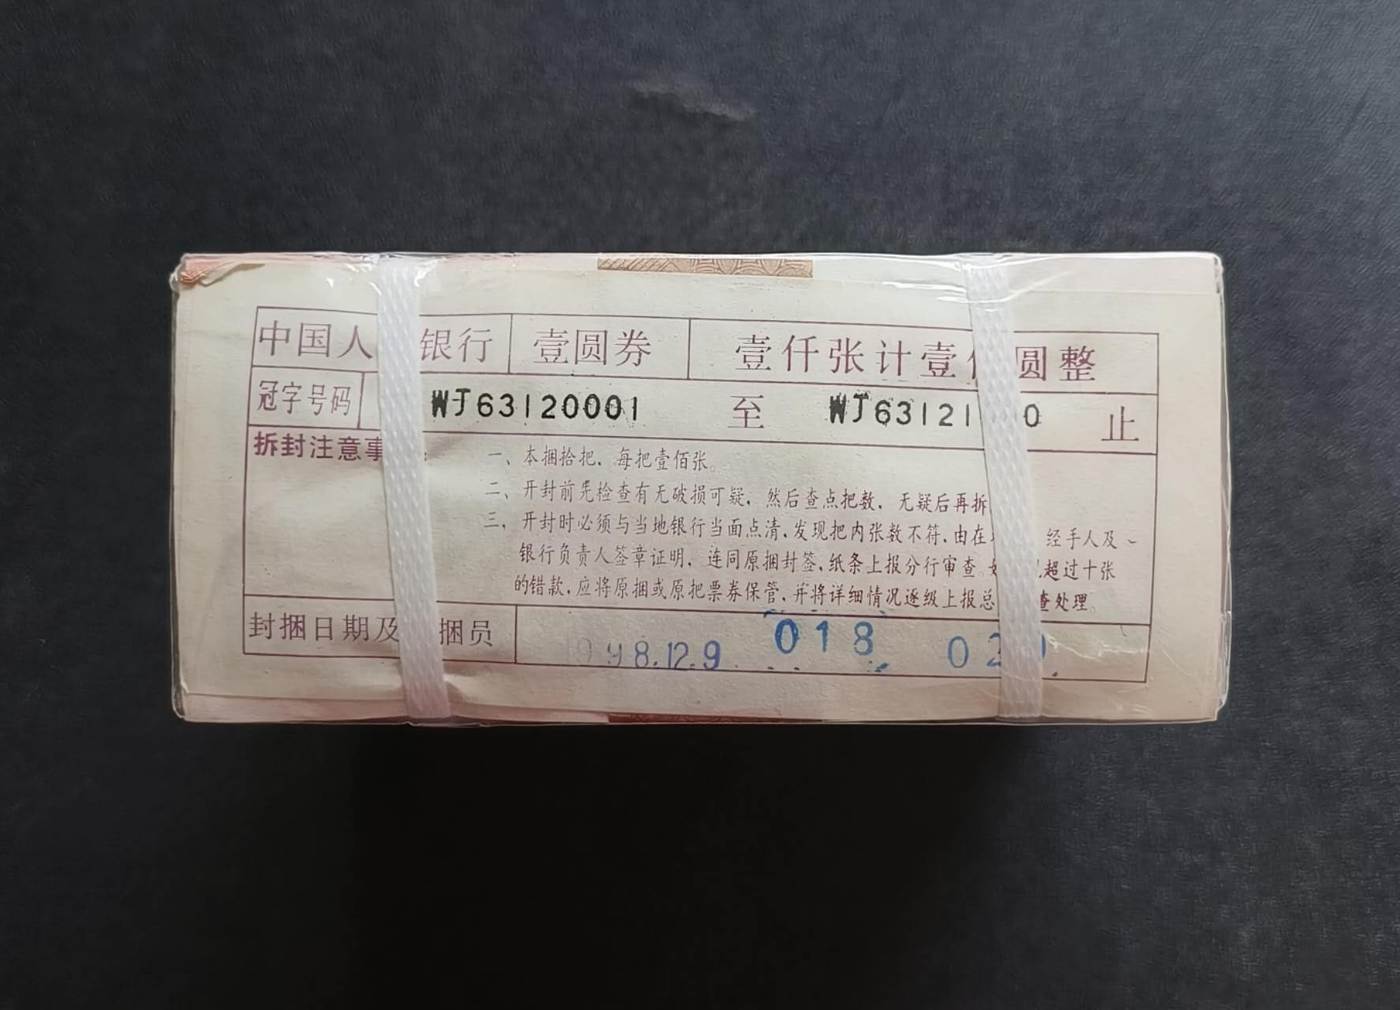 中国人 银行 壹圆券 壹仟张计壹 圆整
冠字号码 WJ63120001 至 WJ63121 0 止
拆封注意事
一、本捆拾把，每把壹佰张。
二、开封前先检查有无破损可疑，然后查点把数，无疑后再拆
三、开封时必须与当地银行当面点清，发现把内张数不符，由在 经手人及
银行负责人签章证明，连同原捆封签，纸条上报分行审查 超过十张
的错款，应将原捆或原把票券保管，并将详细情况逐级上报总 查处理。
封捆日期及 捆员 1998.12.9 018 02